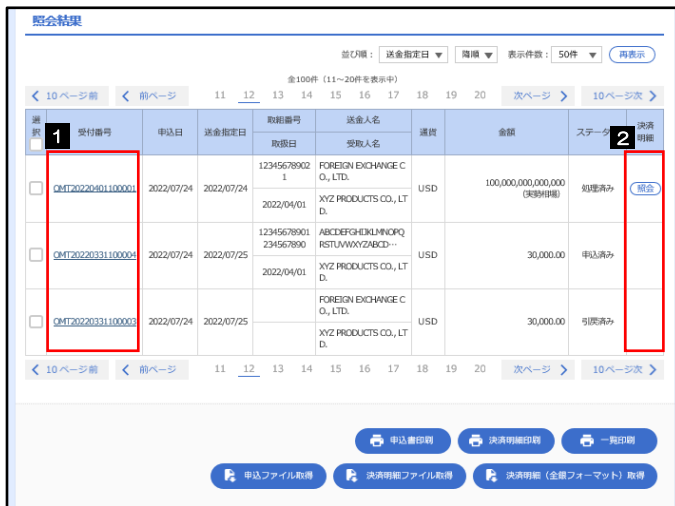 照会結果
並び順： 送金指定日 ▼ 降順 ▼ 表示件数： 50件 ▼ 再表示
全100件（11～20件を表示中）
10ページ前 前ページ 11 12 13 14 15 16 17 18 19 20 次ページ 10ページ次
選択 1 受付番号 申込日 送金指定日 取組番号 送金人名 通貨 金額 ステータ 2 決済明細
取扱日 受取人名
OMT20220401100001 2022/07/24 2022/07/24 123456789021 FOREIGN EXCHANGE CO., LTD. USD 100,000,000,000,000 (実勢相場) 処理済み 照会
2022/04/01 XYZ PRODUCTS CO., LTD.
OMT20220331100004 2022/07/24 2022/07/25 12345678901234567890 ABCDEFGHIJKLMNOPQRSTUVWXYZABCD… USD 30,000.00 申込済み
2022/04/01 XYZ PRODUCTS CO., LTD.
OMT20220331100003 2022/07/24 2022/07/25 FOREIGN EXCHANGE CO., LTD. USD 30,000.00 引戻済み
XYZ PRODUCTS CO., LTD.
10ページ前 前ページ 11 12 13 14 15 16 17 18 19 20 次ページ 10ページ次
申込書印刷 決済明細印刷 一覧印刷
申込ファイル取得 決済明細ファイル取得 決済明細（全銀フォーマット）取得